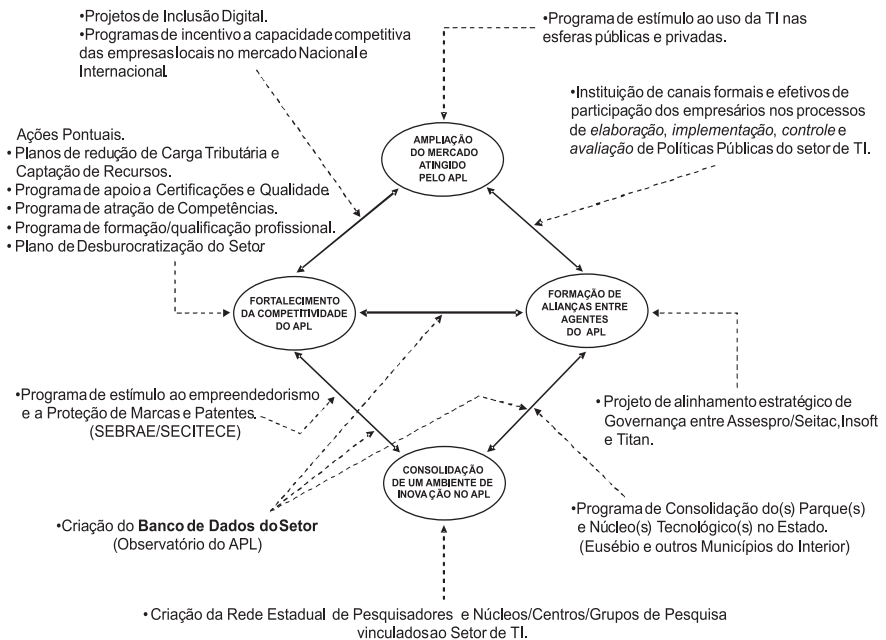 •Projetos de Inclusão Digital.
•Programas de incentivo a capacidade competitiva
das empresas locais no mercado Nacional e
Internacional.
•Programa de estímulo ao uso da TI nas
esferas públicas e privadas.
•Instituição de canais formais e efetivos de
participação dos empresários nos processos
de elaboração, implementação, controle e
avaliação de Políticas Públicas do setor de TI.
Ações Pontuais.
• Planos de redução de Carga Tributária e
Captação de Recursos.
• Programa de apoio a Certificações e Qualidade.
• Programa de atração de Competências.
• Programa de formação/qualificação profissional.
• Plano de Desburocratização do Setor
AMPLIAÇÃO
DO MERCADO
ATINGIDO
PELO APL
FORTALECIMENTO
DA COMPETITIVIDADE
DO APL
FORMAÇÃO DE
ALIANÇAS ENTRE
AGENTES
DO APL
•Programa de estímulo ao empreendedorismo
e a Proteção de Marcas e Patentes.
(SEBRAE/SECITECE)
•Projeto de alinhamento estratégico de
Governança entre Assespro/Seitac, Insoft
e Titan.
CONSOLIDAÇÃO
DE UM AMBIENTE DE
INOVAÇÃO NO APL
•Criação do Banco de Dados do Setor
(Observatório do APL)
•Programa de Consolidação do(s) Parque(s)
e Núcleo(s) Tecnológico(s) no Estado.
(Eusébio e outros Municípios do Interior)
• Criação da Rede Estadual de Pesquisadores e Núcleos/Centros/Grupos de Pesquisa
vinculados ao Setor de TI.